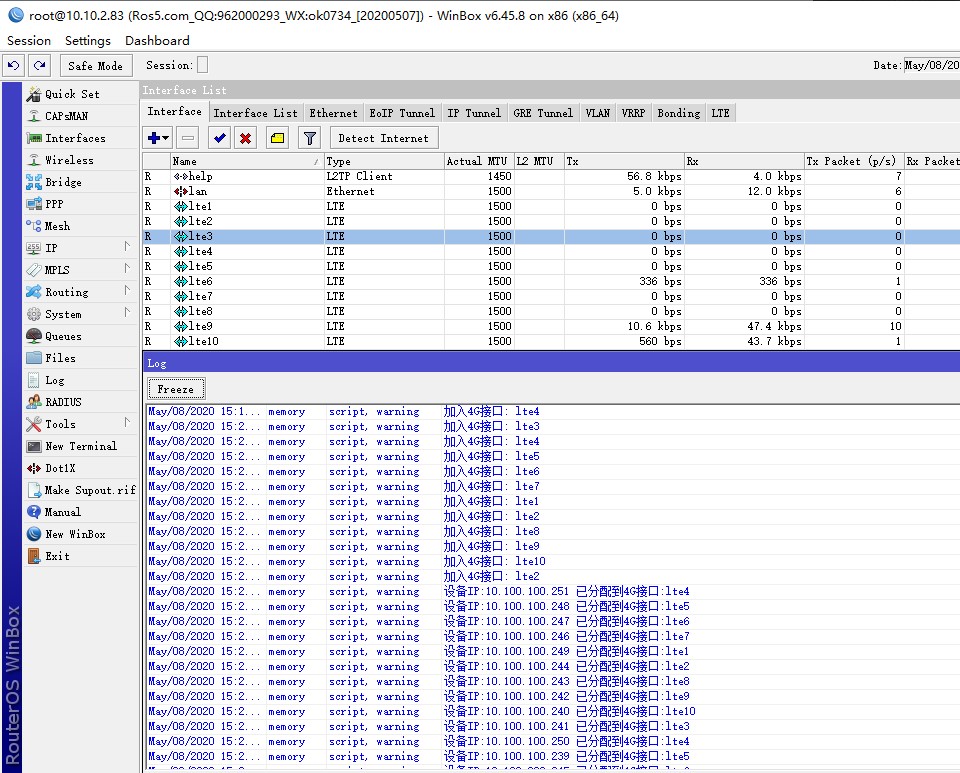 root@10.10.2.83 (Ros5.com_QQ:962000293_WX:ok0734_[20200507]) - WinBox v6.45.8 on x86 (x86_64)
Session Settings Dashboard
Safe Mode Session: Date: May/08/20
Interface List
Interface Interface List Ethernet EoIP Tunnel IP Tunnel GRE Tunnel VLAN VRRP Bonding LTE
Detect Internet
Name / Type Actual MTU L2 MTU Tx Rx Tx Packet (p/s) Rx Packet
R help L2TP Client 1450 56.8 kbps 4.0 kbps 7
R lan Ethernet 1500 5.0 kbps 12.0 kbps 6
R lte1 LTE 1500 0 bps 0 bps 0
R lte2 LTE 1500 0 bps 0 bps 0
R lte3 LTE 1500 0 bps 0 bps 0
R lte4 LTE 1500 0 bps 0 bps 0
R lte5 LTE 1500 0 bps 0 bps 0
R lte6 LTE 1500 336 bps 336 bps 1
R lte7 LTE 1500 0 bps 0 bps 0
R lte8 LTE 1500 0 bps 0 bps 0
R lte9 LTE 1500 10.6 kbps 47.4 kbps 10
R lte10 LTE 1500 560 bps 43.7 kbps 1
Quick Set
CAPsMAN
Interfaces
Wireless
Bridge
PPP
Mesh
IP
MPLS
Routing
System
Queues
Files
Log
RADIUS
Tools
New Terminal
Dot1X
Make Supout.rif
Manual
New WinBox
Exit
RouterOS WinBox
Log
Freeze
May/08/2020 15:1... memory script, warning 加入4G接口: lte4
May/08/2020 15:2... memory script, warning 加入4G接口: lte3
May/08/2020 15:2... memory script, warning 加入4G接口: lte4
May/08/2020 15:2... memory script, warning 加入4G接口: lte5
May/08/2020 15:2... memory script, warning 加入4G接口: lte6
May/08/2020 15:2... memory script, warning 加入4G接口: lte7
May/08/2020 15:2... memory script, warning 加入4G接口: lte1
May/08/2020 15:2... memory script, warning 加入4G接口: lte2
May/08/2020 15:2... memory script, warning 加入4G接口: lte8
May/08/2020 15:2... memory script, warning 加入4G接口: lte9
May/08/2020 15:2... memory script, warning 加入4G接口: lte10
May/08/2020 15:2... memory script, warning 加入4G接口: lte2
May/08/2020 15:2... memory script, warning 设备IP:10.100.100.251 已分配到4G接口:lte4
May/08/2020 15:2... memory script, warning 设备IP:10.100.100.248 已分配到4G接口:lte5
May/08/2020 15:2... memory script, warning 设备IP:10.100.100.247 已分配到4G接口:lte6
May/08/2020 15:2... memory script, warning 设备IP:10.100.100.246 已分配到4G接口:lte7
May/08/2020 15:2... memory script, warning 设备IP:10.100.100.249 已分配到4G接口:lte1
May/08/2020 15:2... memory script, warning 设备IP:10.100.100.244 已分配到4G接口:lte2
May/08/2020 15:2... memory script, warning 设备IP:10.100.100.243 已分配到4G接口:lte8
May/08/2020 15:2... memory script, warning 设备IP:10.100.100.242 已分配到4G接口:lte9
May/08/2020 15:2... memory script, warning 设备IP:10.100.100.240 已分配到4G接口:lte10
May/08/2020 15:2... memory script, warning 设备IP:10.100.100.241 已分配到4G接口:lte3
May/08/2020 15:2... memory script, warning 设备IP:10.100.100.250 已分配到4G接口:lte4
May/08/2020 15:2... memory script, warning 设备IP:10.100.100.239 已分配到4G接口:lte5